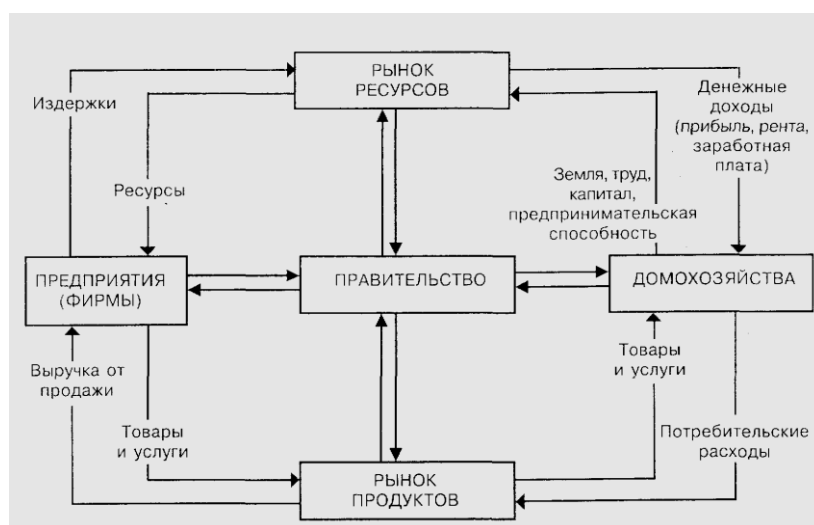 РЫНОК
РЕСУРСОВ
Издержки
Денежные
доходы
(прибыль, рента,
заработная
плата)
Ресурсы
Земля, труд,
капитал,
предпринимательская
способность
ПРЕДПРИЯТИЯ
(ФИРМЫ)
ПРАВИТЕЛЬСТВО
ДОМОХОЗЯЙСТВА
Выручка от
продажи
Товары
и услуги
Товары
и услуги
Потребительские
расходы
РЫНОК
ПРОДУКТОВ